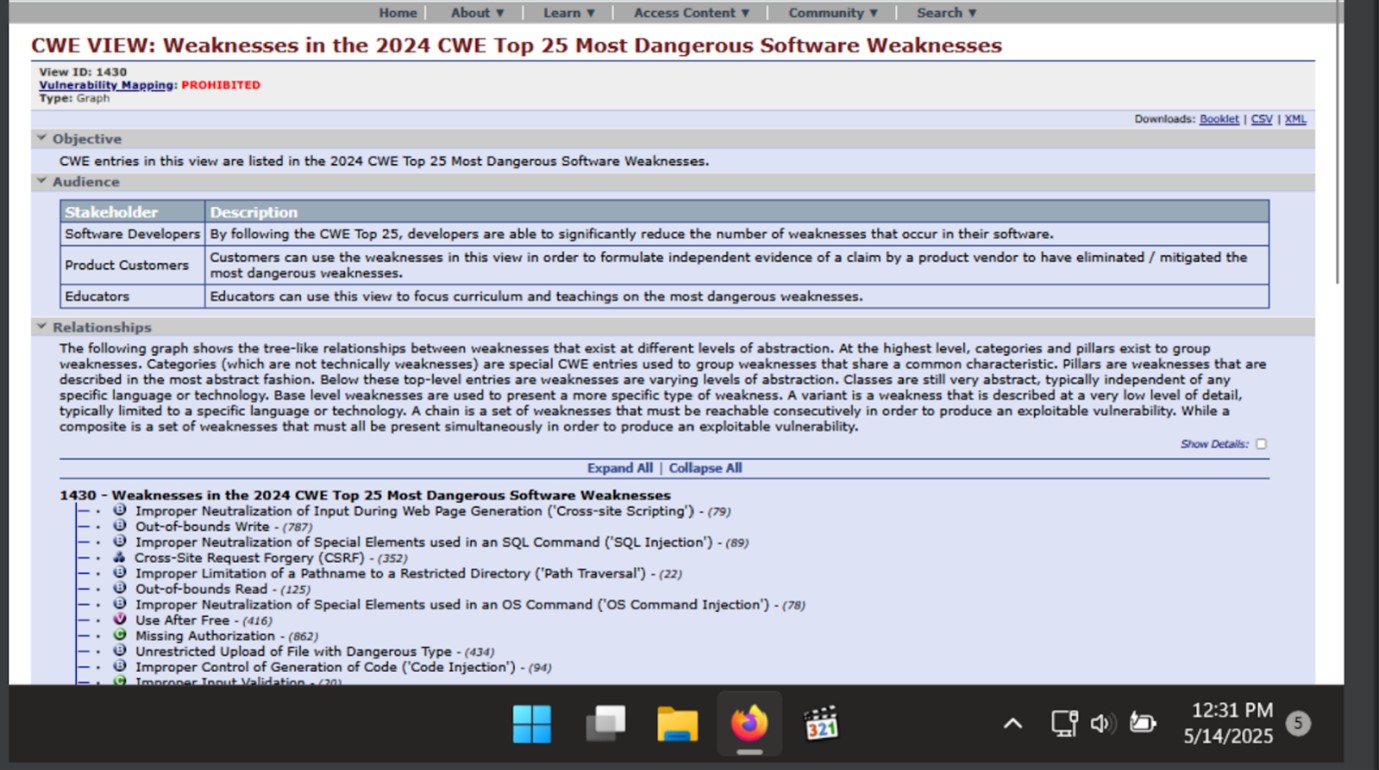 Home About ▼ Learn ▼ Access Content ▼ Community ▼ Search ▼
CWE VIEW: Weaknesses in the 2024 CWE Top 25 Most Dangerous Software Weaknesses
View ID: 1430
Vulnerability Mapping: PROHIBITED
Type: Graph
Downloads: Booklet | CSV | XML
Objective
CWE entries in this view are listed in the 2024 CWE Top 25 Most Dangerous Software Weaknesses.
Audience
Stakeholder Description
Software Developers By following the CWE Top 25, developers are able to significantly reduce the number of weaknesses that occur in their software.
Product Customers Customers can use the weaknesses in this view in order to formulate independent evidence of a claim by a product vendor to have eliminated / mitigated the
most dangerous weaknesses.
Educators Educators can use this view to focus curriculum and teachings on the most dangerous weaknesses.
Relationships
The following graph shows the tree-like relationships between weaknesses that exist at different levels of abstraction. At the highest level, categories and pillars exist to group
weaknesses. Categories (which are not technically weaknesses) are special CWE entries used to group weaknesses that share a common characteristic. Pillars are weaknesses that are
described in the most abstract fashion. Below these top-level entries are weaknesses are varying levels of abstraction. Classes are still very abstract, typically independent of any
specific language or technology. Base level weaknesses are used to present a more specific type of weakness. A variant is a weakness that is described at a very low level of detail,
typically limited to a specific language or technology. A chain is a set of weaknesses that must be reachable consecutively in order to produce an exploitable vulnerability. While a
composite is a set of weaknesses that must all be present simultaneously in order to produce an exploitable vulnerability.
Show Details:
Expand All | Collapse All
1430 - Weaknesses in the 2024 CWE Top 25 Most Dangerous Software Weaknesses
B Improper Neutralization of Input During Web Page Generation ('Cross-site Scripting') - (79)
B Out-of-bounds Write - (787)
B Improper Neutralization of Special Elements used in an SQL Command ('SQL Injection') - (89)
Cross-Site Request Forgery (CSRF) - (352)
B Improper Limitation of a Pathname to a Restricted Directory ('Path Traversal') - (22)
B Out-of-bounds Read - (125)
B Improper Neutralization of Special Elements used in an OS Command ('OS Command Injection') - (78)
V Use After Free - (416)
C Missing Authorization - (862)
B Unrestricted Upload of File with Dangerous Type - (434)
B Improper Control of Generation of Code ('Code Injection') - (94)
C Improper Input Validation - (20)
321
12:31 PM
5/14/2025
5